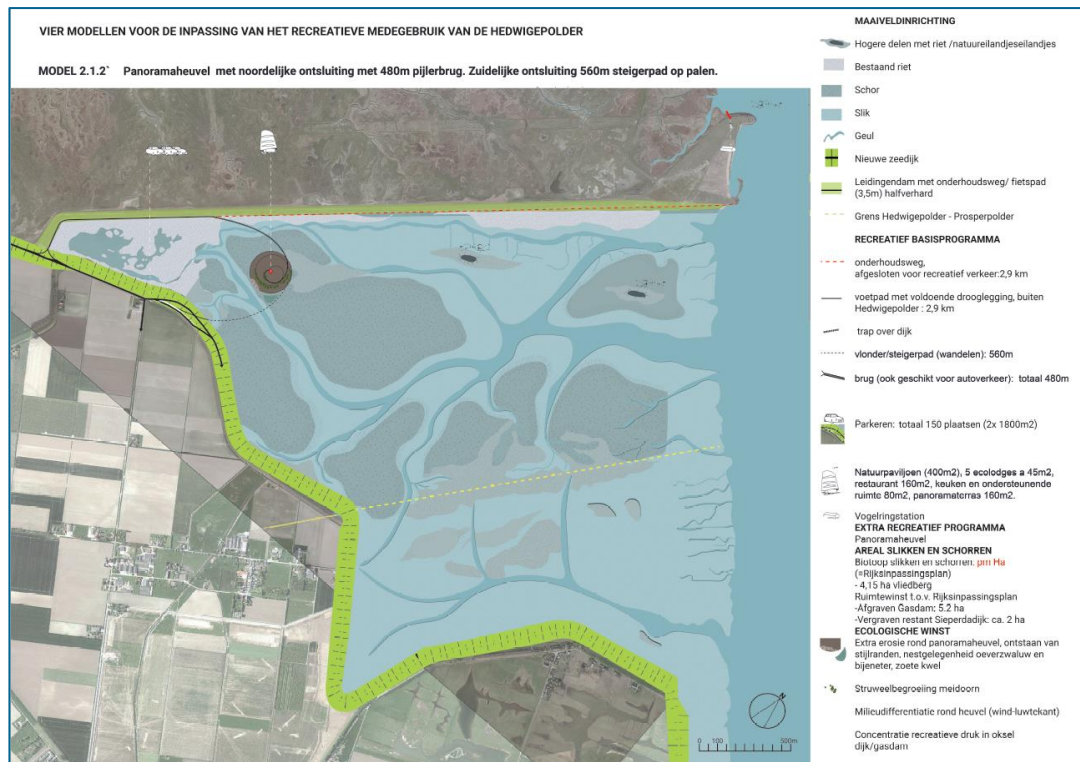 VIER MODELLEN VOOR DE INPASSING VAN HET RECREATIEVE MEDEGEBRUIK VAN DE HEDWIGEPOLDER
MODEL 2.1.2` Panoramaheuvel met noordelijke ontsluiting met 480m pijlerbrug. Zuidelijke ontsluiting 560m steigerpad op palen.
MAAIVELDINRICHTING
Hogere delen met riet /natuureilandjeseilandjes
Bestaand riet
Schor
Slik
Geul
Nieuwe zeedijk
Leidingendam met onderhoudsweg/ fietspad
(3,5m) halfverhard
Grens Hedwigepolder - Prosperpolder
RECREATIEF BASISPROGRAMMA
onderhoudsweg,
afgesloten voor recreatief verkeer:2,9 km
voetpad met voldoende drooglegging, buiten
Hedwigepolder : 2,9 km
trap over dijk
vlonder/steigerpad (wandelen): 560m
brug (ook geschikt voor autoverkeer): totaal 480m
Parkeren: totaal 150 plaatsen (2x 1800m2)
Natuurpaviljoen (400m2), 5 ecolodges a 45m2,
restaurant 160m2, keuken en ondersteunende
ruimte 80m2, panoramaterras 160m2.
Vogelringstation
EXTRA RECREATIEF PROGRAMMA
Panoramaheuvel
AREAL SLIKKEN EN SCHORREN
Biotoop slikken en schorren: pm Ha
(=Rijksinpassingsplan)
- 4,15 ha vliedberg
Ruimtewinst t.o.v. Rijksinpassingsplan
-Afgraven Gasdam: 5.2 ha
-Vergraven restant Sieperdadijk: ca. 2 ha
ECOLOGISCHE WINST
Extra erosie rond panoramaheuvel, ontstaan van
stijlranden, nestgelegenheid oeverzwaluw en
bijeneter, zoete kwel
Struweelbegroeiing meidoorn
Milieudifferentiatie rond heuvel (wind-luwtekant)
Concentratie recreatieve druk in oksel
dijk/gasdam
N
0 100 500m